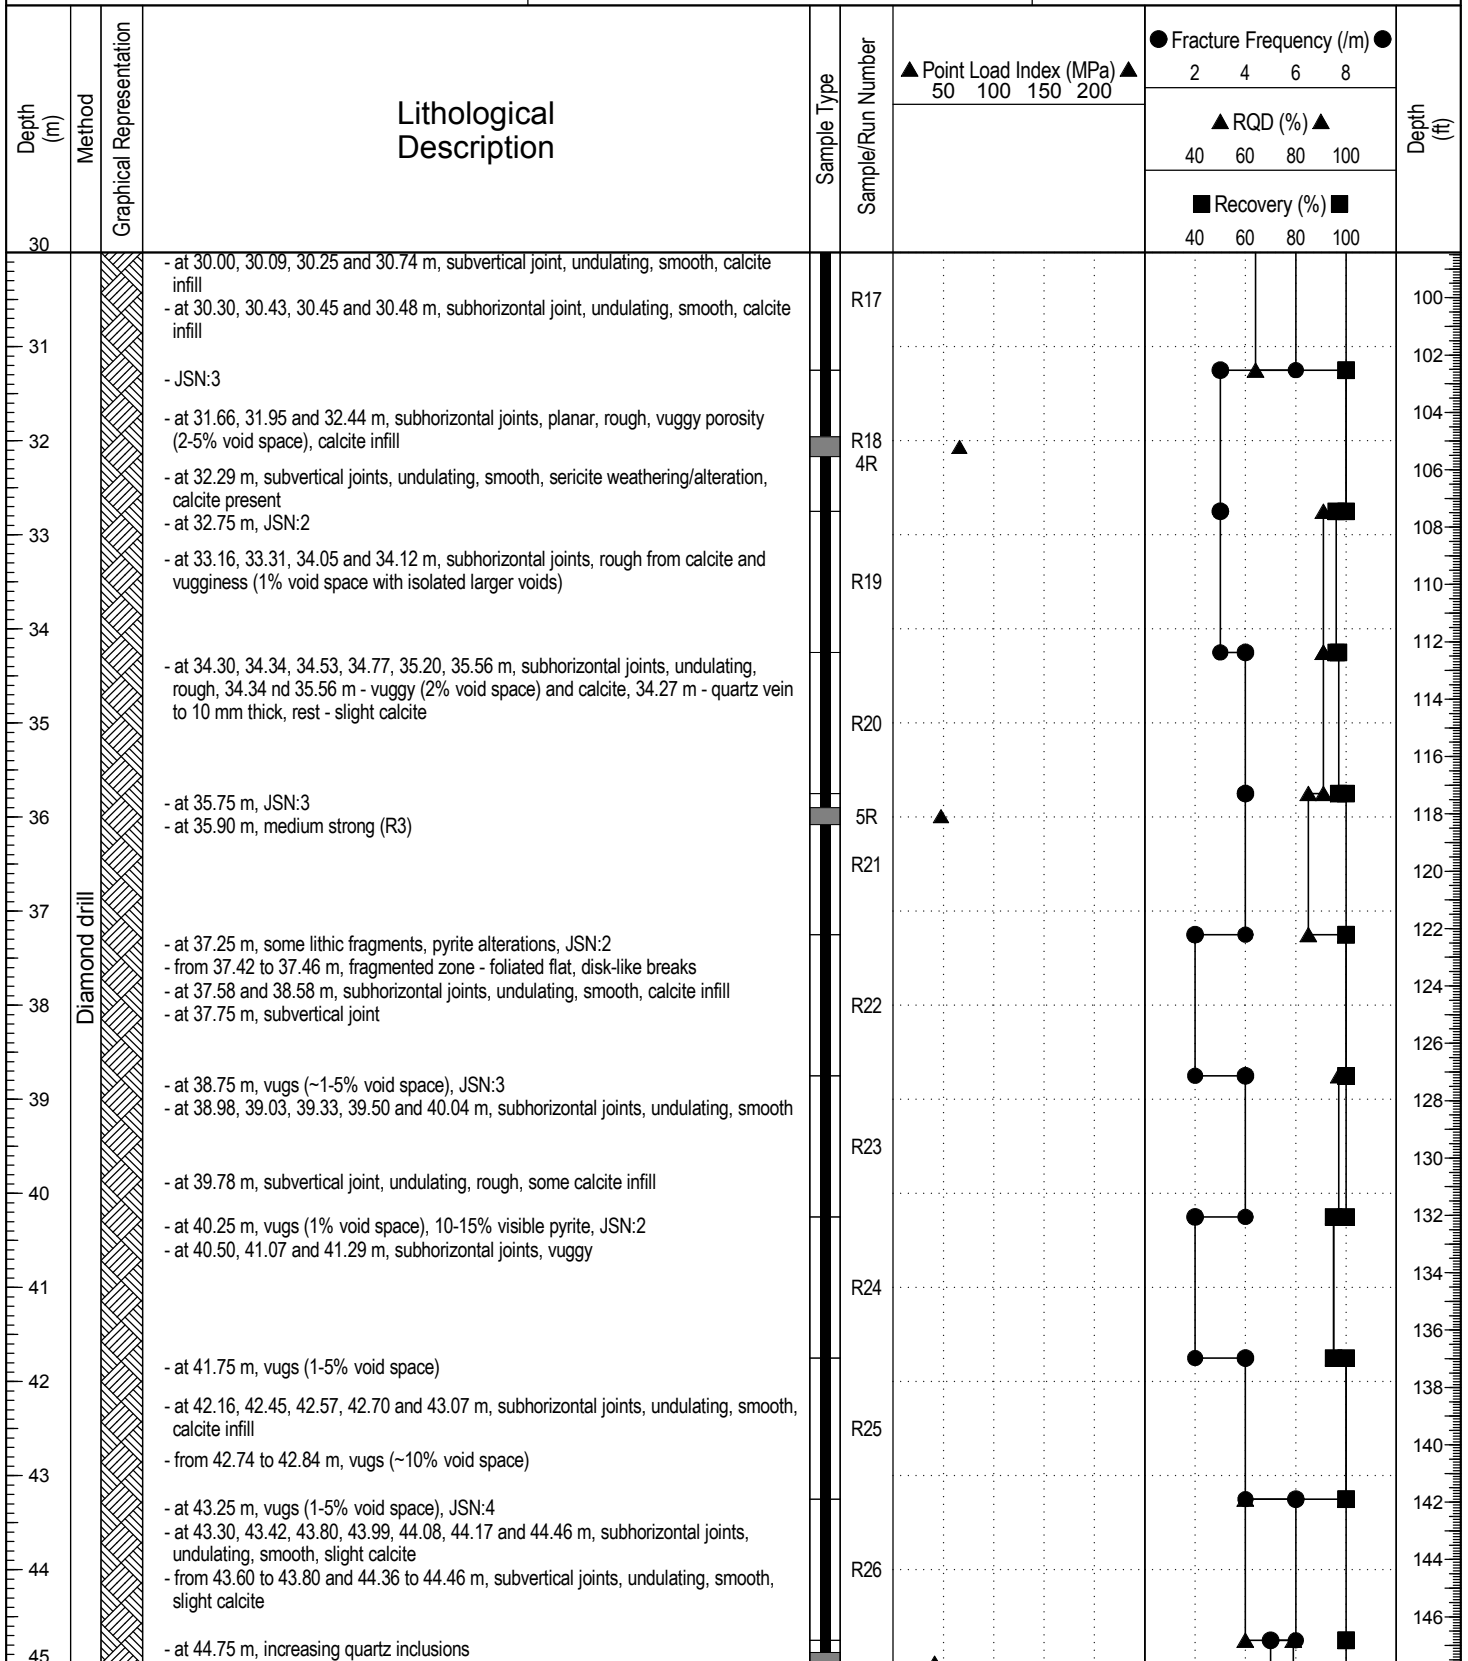 Depth
(m)
Method
Graphical Representation
Lithological
Description
Sample Type
Sample/Run Number
▲ Point Load Index (MPa) ▲
50 100 150 200
● Fracture Frequency (/m) ●
2 4 6 8
▲ RQD (%) ▲
40 60 80 100
■ Recovery (%) ■
40 60 80 100
Depth
(ft)
30
- at 30.00, 30.09, 30.25 and 30.74 m, subvertical joint, undulating, smooth, calcite
infill
R17
100
- at 30.30, 30.43, 30.45 and 30.48 m, subhorizontal joint, undulating, smooth, calcite
infill
31
102
- JSN:3
104
- at 31.66, 31.95 and 32.44 m, subhorizontal joints, planar, rough, vuggy porosity
(2-5% void space), calcite infill
32
R18
4R
106
- at 32.29 m, subvertical joints, undulating, smooth, sericite weathering/alteration,
calcite present
- at 32.75 m, JSN:2
33
108
- at 33.16, 33.31, 34.05 and 34.12 m, subhorizontal joints, rough from calcite and
vugginess (1% void space with isolated larger voids)
R19
110
34
112
- at 34.30, 34.34, 34.53, 34.77, 35.20, 35.56 m, subhorizontal joints, undulating,
rough, 34.34 nd 35.56 m - vuggy (2% void space) and calcite, 34.27 m - quartz vein
to 10 mm thick, rest - slight calcite
114
35
R20
116
- at 35.75 m, JSN:3
- at 35.90 m, medium strong (R3)
36
5R
118
R21
120
37
Diamond drill
122
- at 37.25 m, some lithic fragments, pyrite alterations, JSN:2
- from 37.42 to 37.46 m, fragmented zone - foliated flat, disk-like breaks
- at 37.58 and 38.58 m, subhorizontal joints, undulating, smooth, calcite infill
124
- at 37.75 m, subvertical joint
38
R22
126
- at 38.75 m, vugs (~1-5% void space), JSN:3
39
128
- at 38.98, 39.03, 39.33, 39.50 and 40.04 m, subhorizontal joints, undulating, smooth
R23
130
- at 39.78 m, subvertical joint, undulating, rough, some calcite infill
40
132
- at 40.25 m, vugs (1% void space), 10-15% visible pyrite, JSN:2
- at 40.50, 41.07 and 41.29 m, subhorizontal joints, vuggy
134
41
R24
136
- at 41.75 m, vugs (1-5% void space)
42
138
- at 42.16, 42.45, 42.57, 42.70 and 43.07 m, subhorizontal joints, undulating, smooth,
calcite infill
R25
140
- from 42.74 to 42.84 m, vugs (~10% void space)
43
142
- at 43.25 m, vugs (1-5% void space), JSN:4
- at 43.30, 43.42, 43.80, 43.99, 44.08, 44.17 and 44.46 m, subhorizontal joints,
undulating, smooth, slight calcite
144
44
R26
- from 43.60 to 43.80 and 44.36 to 44.46 m, subvertical joints, undulating, smooth,
slight calcite
146
- at 44.75 m, increasing quartz inclusions
45